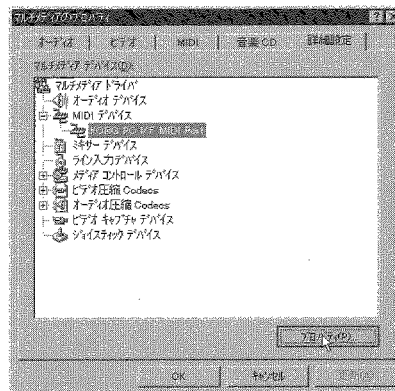 マルチメディアのプロパティ
オーディオ ビデオ MIDI 音楽 CD 詳細設定
マルチメディア デバイス(D):
マルチメディア ドライバ
オーディオ デバイス
MIDI デバイス
KORG PC I/F MIDI Port
ミキサー デバイス
ライン入力デバイス
メディア コントロール デバイス
ビデオ圧縮 Codecs
オーディオ圧縮 Codecs
ビデオ キャプチャ デバイス
ジョイスティック デバイス
プロパティ(P)
OK キャンセル